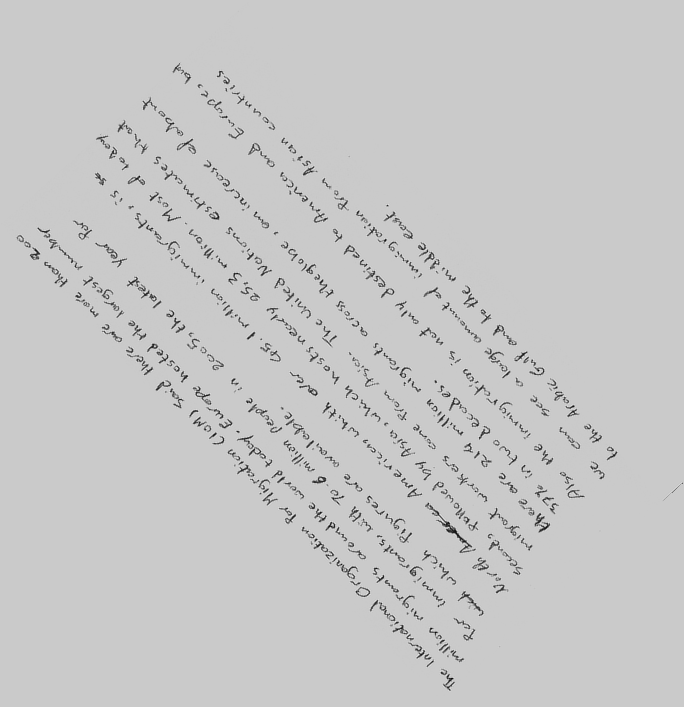 The International Organization for Migration (IOM) said there are more than 200
million migrants around the world today. Europe hosted the largest number
for immigrants, with 70.6 million people in 2005, the latest year for
wich which figures are available.
North America, whith over 45.1 million immigrants, is se
second, followed by Asia, which hosts nearly 25,3 million. Most of today
migrant workers come from Asia. The United Nations estimates that
there are 214 million migrants across the globe, an increase of about
37% in two decades.
Also the immigration is not only destined to America and Europe, but
we can see a large amount of immigration from Asian countries
to the Arabic Gulf and to the middle east.